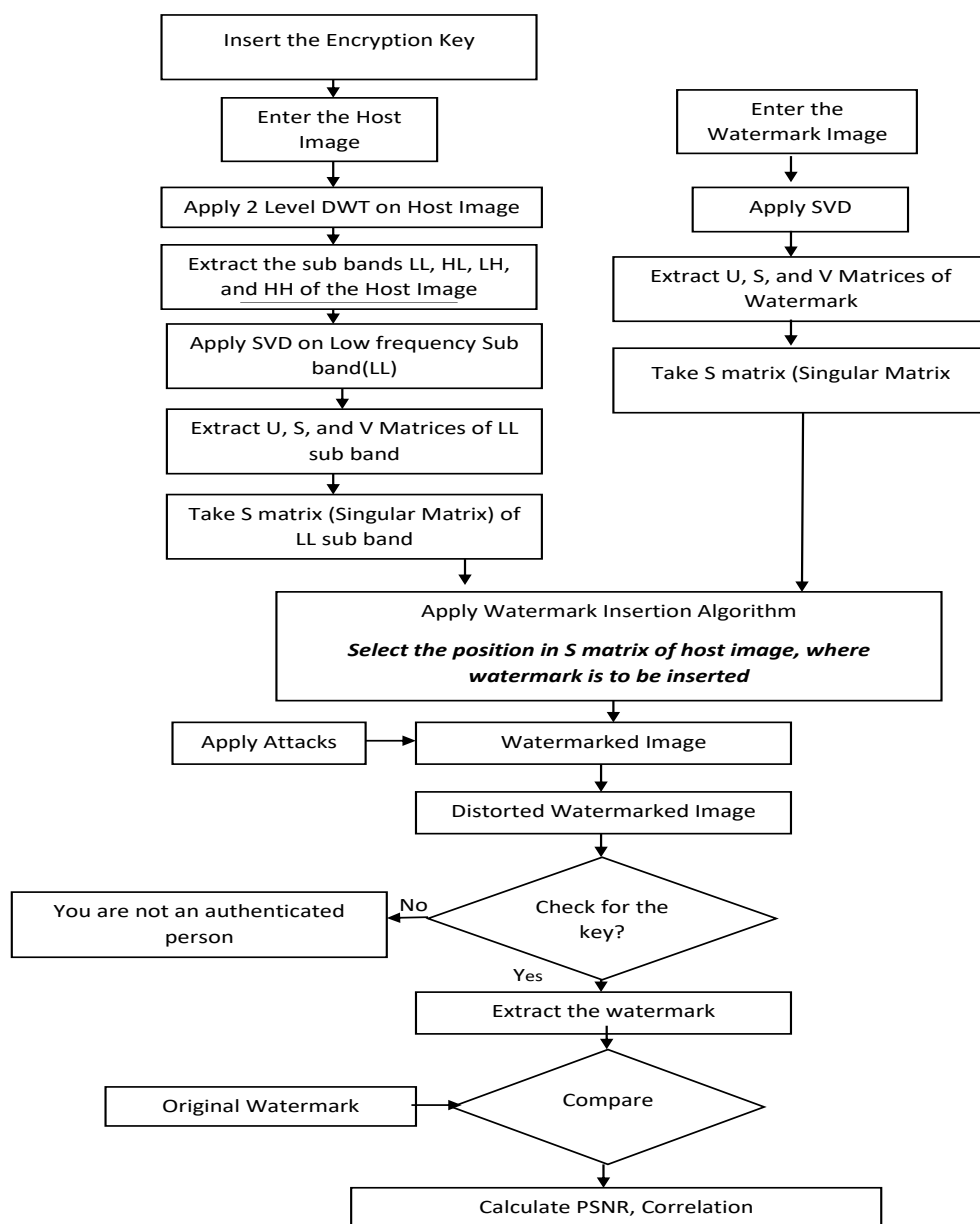 Insert the Encryption Key
Enter the Host
Image
Apply 2 Level DWT on Host Image
Extract the sub bands LL, HL, LH,
and HH of the Host Image
Apply SVD on Low frequency Sub
band(LL)
Extract U, S, and V Matrices of LL
sub band
Take S matrix (Singular Matrix) of
LL sub band
Enter the
Watermark Image
Apply SVD
Extract U, S, and V Matrices of
Watermark
Take S matrix (Singular Matrix
Apply Watermark Insertion Algorithm
Select the position in S matrix of host image, where
watermark is to be inserted
Apply Attacks
Watermarked Image
Distorted Watermarked Image
Check for the
key?
No
You are not an authenticated
person
Yes
Extract the watermark
Original Watermark
Compare
Calculate PSNR, Correlation